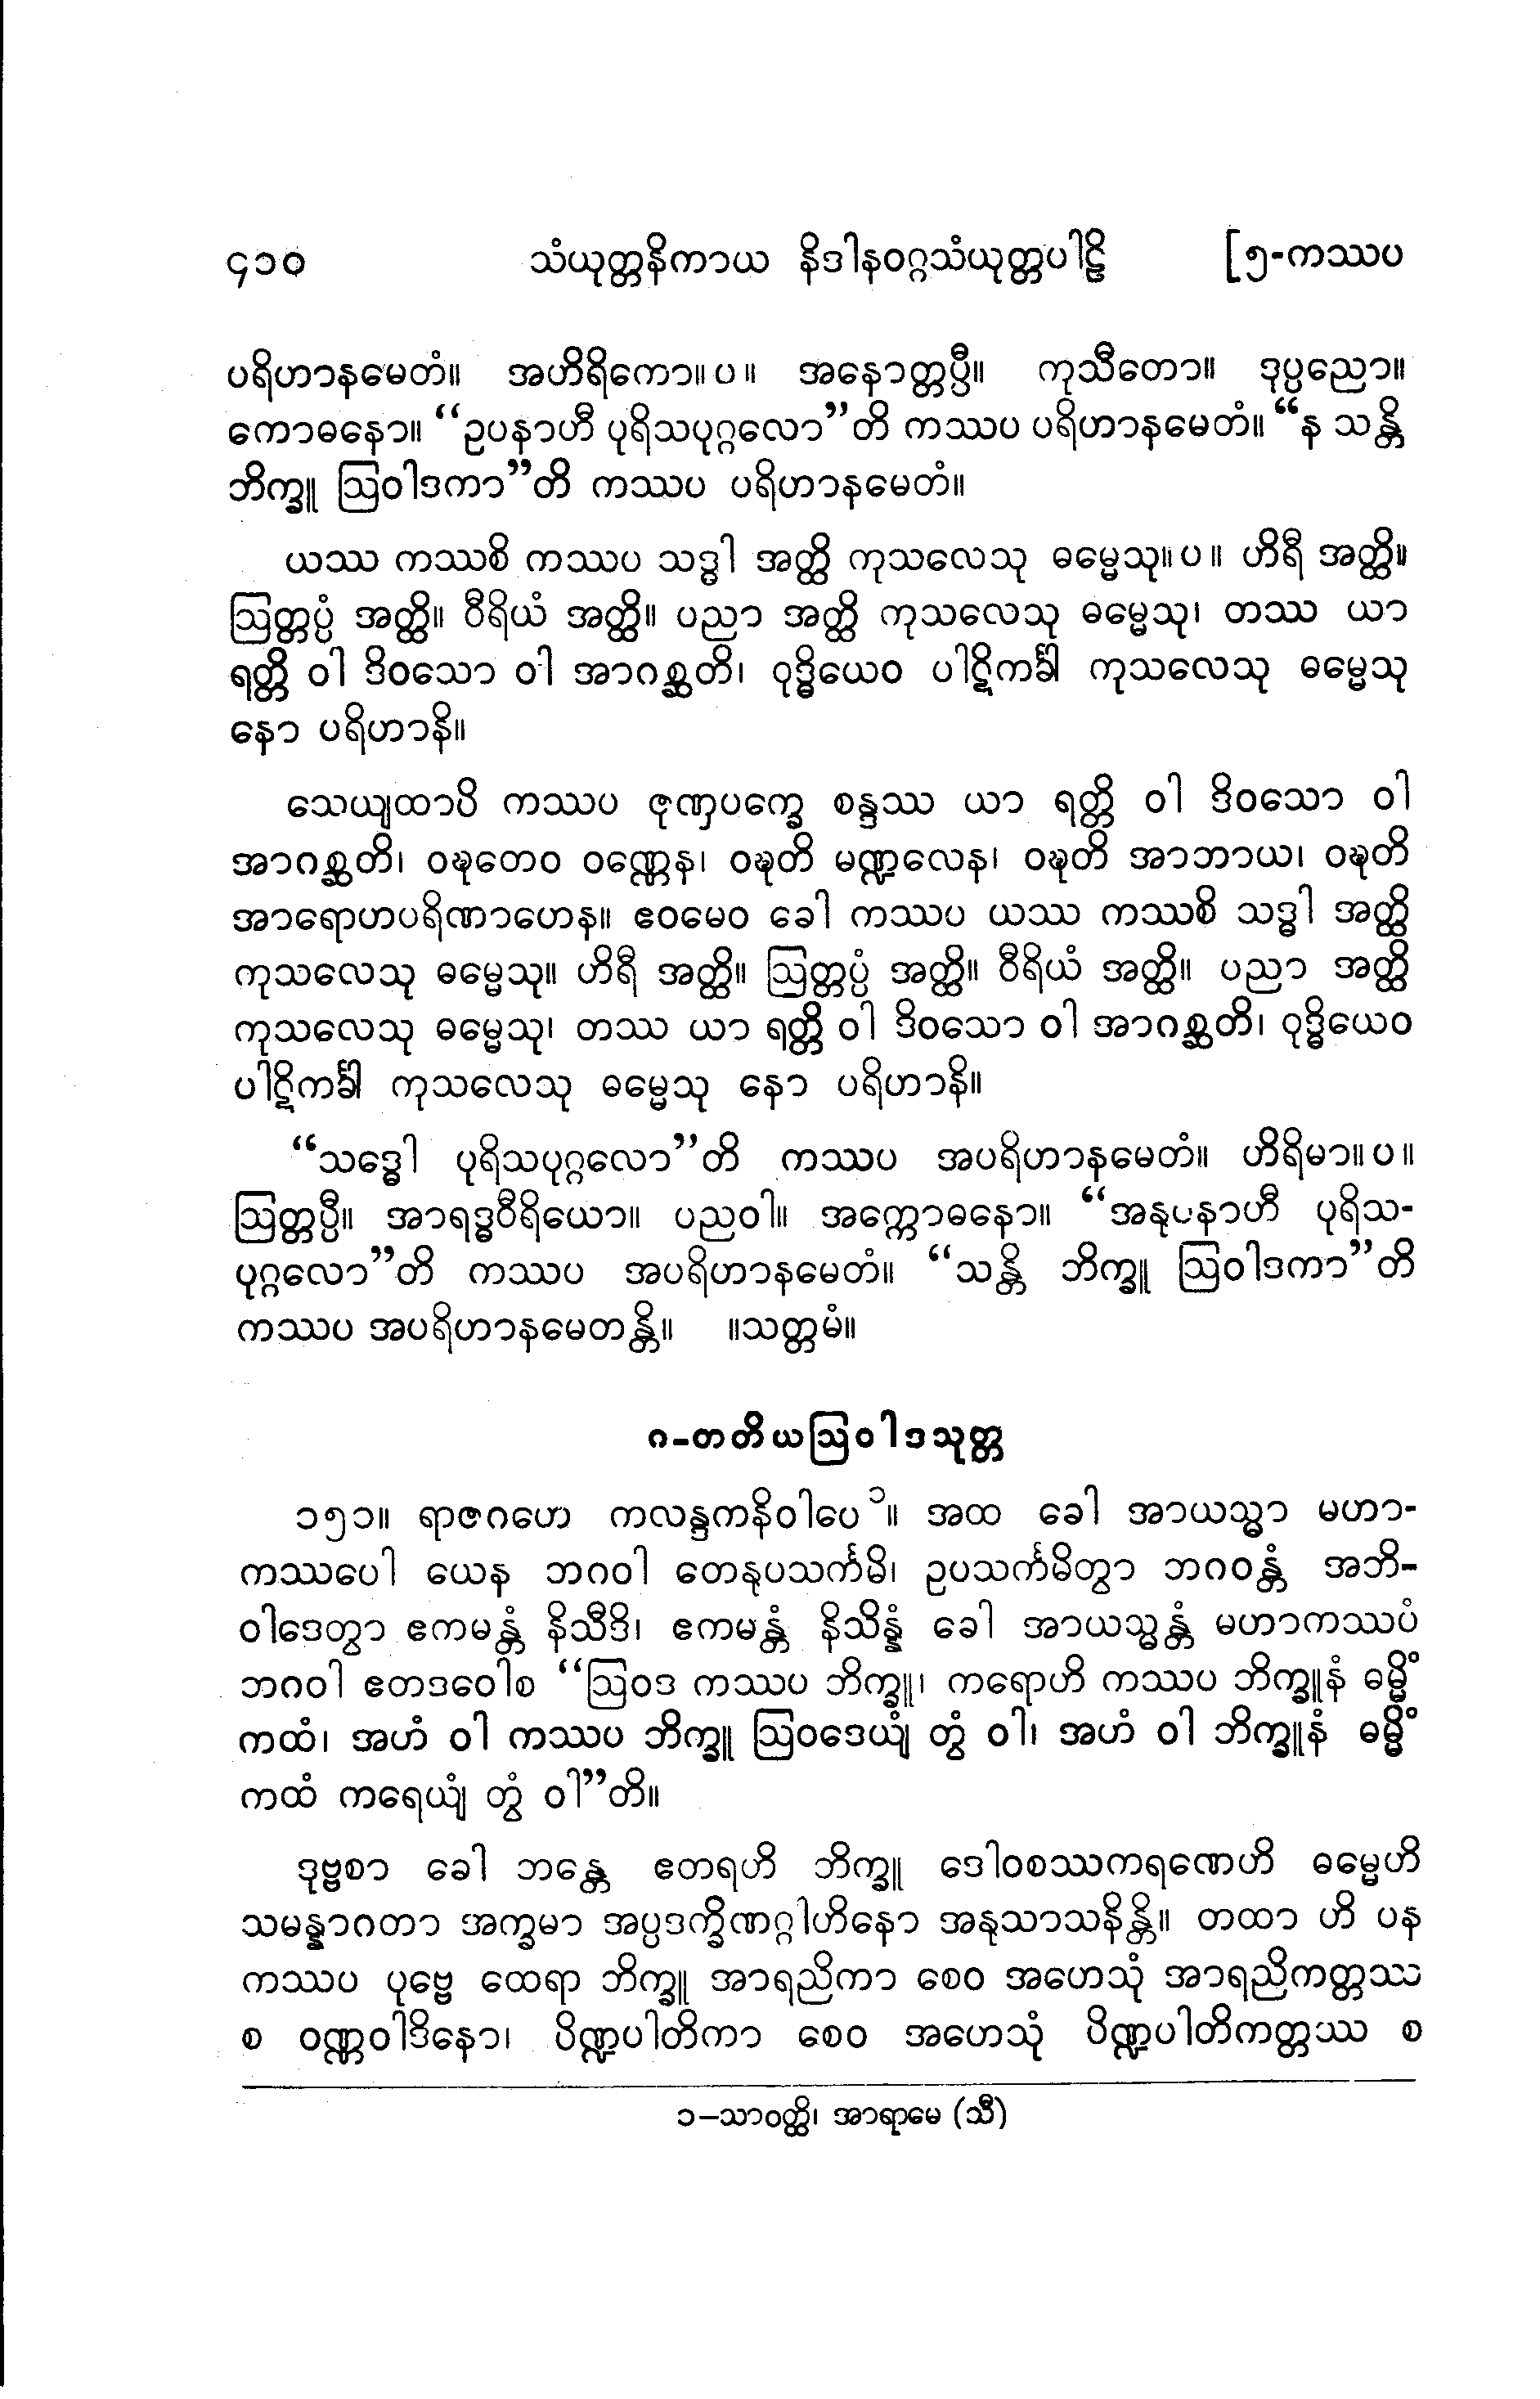 ၄၁၀ သံယုတ္တနိကာယ နိဒါနဝဂ္ဂသံယုတ္တပါဠိ [၅-ကဿပ
ပရိဟာနမေတံ။ အဟိရိကော။ပ။ အနောတ္တပ္ပီ။ ကုသီတော။ ဒုပ္ပညော။
ကောဓနော။ “ဥပနာဟီ ပုရိသပုဂ္ဂလော”တိ ကဿပ ပရိဟာနမေတံ။ “န သန္တိ
ဘိက္ခူ ဩဝါဒကာ”တိ ကဿပ ပရိဟာနမေတံ။
ယဿ ကဿစိ ကဿပ သဒ္ဓါ အတ္ထိ ကုသလေသု ဓမ္မေသု။ပ။ ဟိရီ အတ္ထိ။
ဩတ္တပ္ပံ အတ္ထိ။ ဝီရိယံ အတ္ထိ။ ပညာ အတ္ထိ ကုသလေသု ဓမ္မေသု၊ တဿ ယာ
ရတ္တိ ဝါ ဒိဝသော ဝါ အာဂစ္ဆတိ၊ ဝုဒ္ဓိယေဝ ပါဋိကင်္ခါ ကုသလေသု ဓမ္မေသု
နော ပရိဟာနိ။
သေယျထာပိ ကဿပ ဇုဏှပက္ခေ စန္ဒဿ ယာ ရတ္တိ ဝါ ဒိဝသော ဝါ
အာဂစ္ဆတိ၊ ဝဍ္ဎတေဝ ဝဏ္ဏေန၊ ဝဍ္ဎတိ မဏ္ဍလေန၊ ဝဍ္ဎတိ အာဘာယ၊ ဝဍ္ဎတိ
အာရောဟပရိဏာဟေန။ ဧဝမေဝ ခေါ ကဿပ ယဿ ကဿစိ သဒ္ဓါ အတ္ထိ
ကုသလေသု ဓမ္မေသု။ ဟိရီ အတ္ထိ။ ဩတ္တပ္ပံ အတ္ထိ။ ဝီရိယံ အတ္ထိ။ ပညာ အတ္ထိ
ကုသလေသု ဓမ္မေသု၊ တဿ ယာ ရတ္တိ ဝါ ဒိဝသော ဝါ အာဂစ္ဆတိ၊ ဝုဒ္ဓိယေဝ
ပါဋိကင်္ခါ ကုသလေသု ဓမ္မေသု နော ပရိဟာနိ။
“သဒ္ဓေါ ပုရိသပုဂ္ဂလော”တိ ကဿပ အပရိဟာနမေတံ။ ဟိရိမာ။ပ။
ဩတ္တပ္ပီ။ အာရဒ္ဓဝီရိယော။ ပညဝါ။ အက္ကောဓနော။ “အနုပနာဟီ ပုရိသ-
ပုဂ္ဂလော”တိ ကဿပ အပရိဟာနမေတံ။ “သန္တိ ဘိက္ခူ ဩဝါဒကာ”တိ
ကဿပ အပရိဟာနမေတန္တိ။ ။သတ္တမံ။
ဂ-တတိယဩဝါဒသုတ္တ
၁၅၁။ ရာဇဂဟေ ကလန္ဒကနိဝါပေ၁။ အထ ခေါ အာယသ္မာ မဟာ-
ကဿပေါ ယေန ဘဂဝါ တေနုပသင်္ကမိ၊ ဥပသင်္ကမိတွာ ဘဂဝန္တံ အဘိ-
ဝါဒေတွာ ဧကမန္တံ နိသီဒိ၊ ဧကမန္တံ နိသိန္နံ ခေါ အာယသ္မန္တံ မဟာကဿပံ
ဘဂဝါ ဧတဒဝေါစ “ဩဝဒ ကဿပ ဘိက္ခူ၊ ကရောဟိ ကဿပ ဘိက္ခူနံ ဓမ္မိံ
ကထံ၊ အဟံ ဝါ ကဿပ ဘိက္ခူ ဩဝဒေယျံ တွံ ဝါ၊ အဟံ ဝါ ဘိက္ခူနံ ဓမ္မိံ
ကထံ ကရေယျံ တွံ ဝါ”တိ။
ဒုဗ္ဗစာ ခေါ ဘန္တေ ဧတရဟိ ဘိက္ခူ ဒေါဝစဿကရဏေဟိ ဓမ္မေဟိ
သမန္နာဂတာ အက္ခမာ အပ္ပဒက္ခိဏဂ္ဂါဟိနော အနုသာသနိန္တိ။ တထာ ဟိ ပန
ကဿပ ပုဗ္ဗေ ထေရာ ဘိက္ခူ အာရညိကာ စေဝ အဟေသုံ အာရညိကတ္တဿ
စ ဝဏ္ဏဝါဒိနော၊ ပိဏ္ဍပါတိကာ စေဝ အဟေသုံ ပိဏ္ဍပါတိကတ္တဿ စ
၁-သာဝတ္ထိ၊ အာရာမေ (သီ)